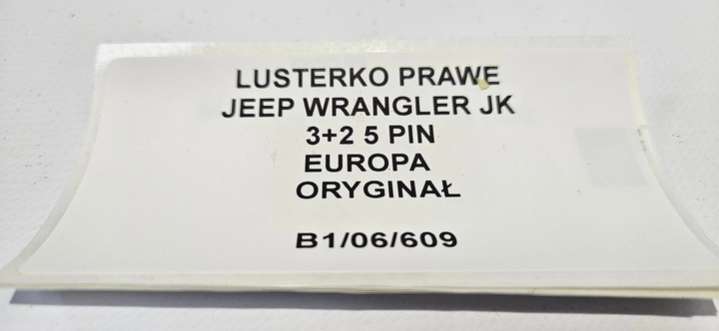 LUSTERKO PRAWE
JEEP WRANGLER JK
3+2 5 PIN
EUROPA
ORYGINAŁ
B1/06/609